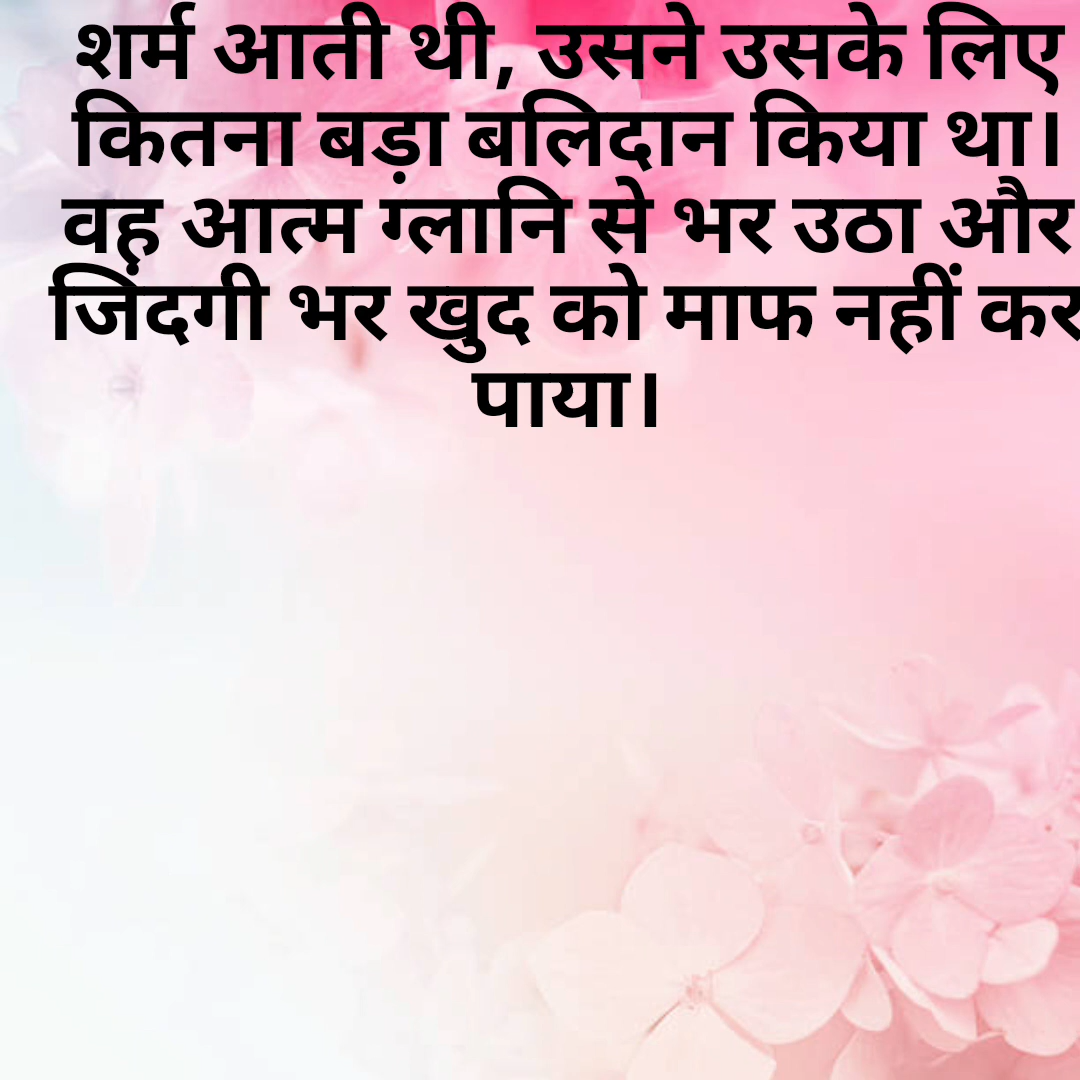 शर्म आती थी, उसने उसके लिए
कितना बड़ा बलिदान किया था।
वह आत्म ग्लानि से भर उठा और
जिंदगी भर खुद को माफ नहीं कर
पाया।